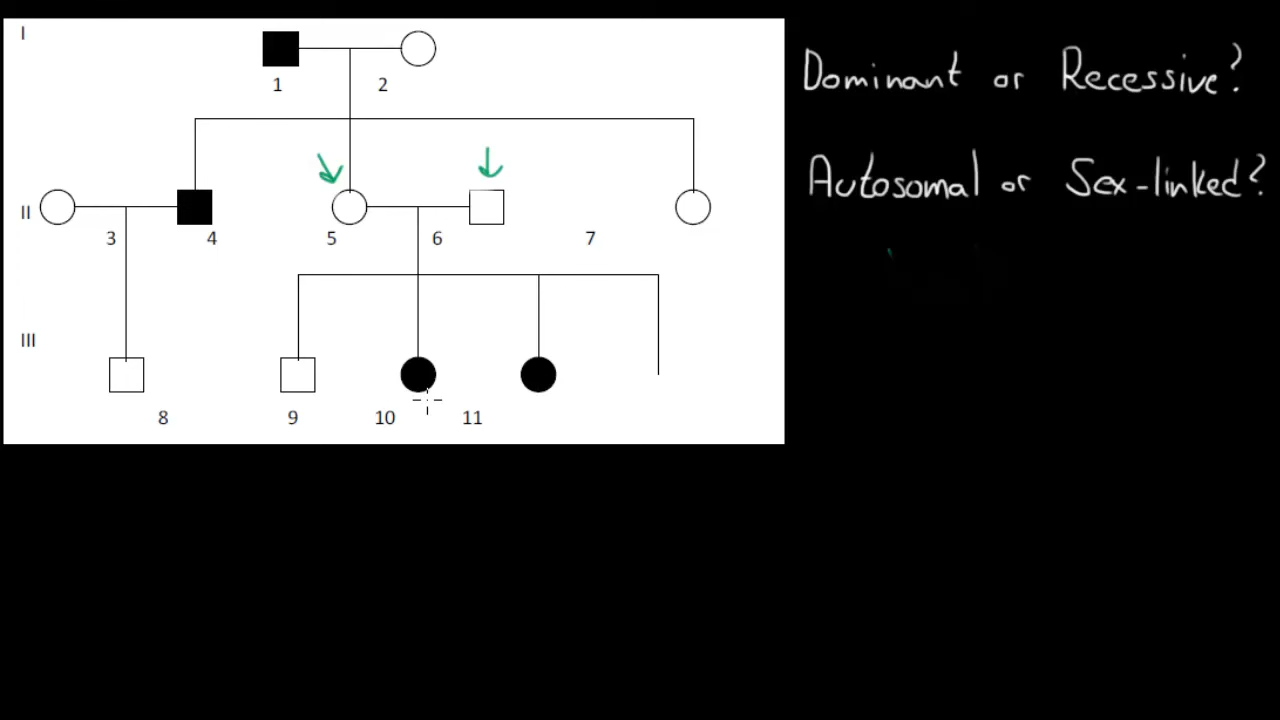 I
1 2
Dominant or Recessive?
Autosomal or Sex-linked?
II
3 4 5 6 7
III
8 9 10 11